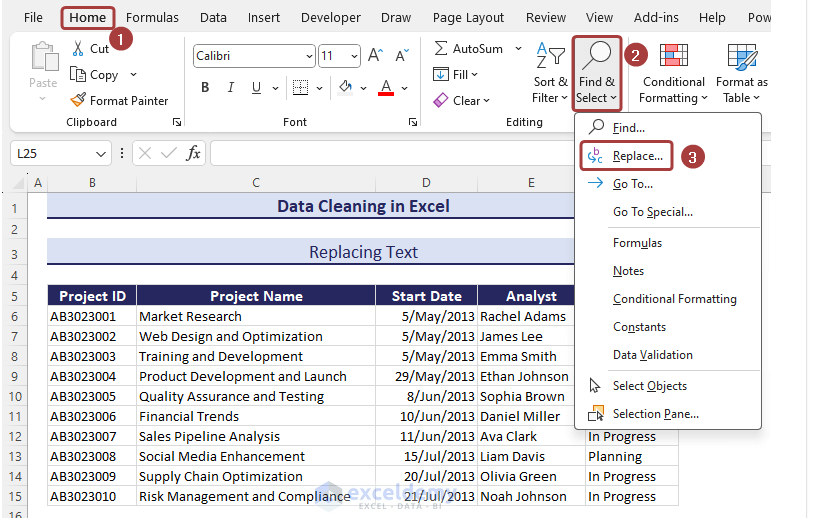 File Home Formulas Data Insert Developer Draw Page Layout Review View Add-ins Help Pow
1
Cut
Copy
Format Painter
Paste
Clipboard
Calibri 11
B I U A
Font
AutoSum
Fill
Clear
Sort &
Filter
Editing
Find &
Select
2
Conditional
Formatting
Format as
Table
Find...
Replace...
3
Go To...
Go To Special...
Formulas
Notes
Conditional Formatting
Constants
Data Validation
Select Objects
Selection Pane...
L25 fx
A B C D E
1 Data Cleaning in Excel
2
3 Replacing Text
4
5 Project ID Project Name Start Date Analyst
6 AB3023001 Market Research 5/May/2013 Rachel Adams
7 AB3023002 Web Design and Optimization 5/May/2013 James Lee
8 AB3023003 Training and Development 5/May/2013 Emma Smith
9 AB3023004 Product Development and Launch 29/May/2013 Ethan Johnson
10 AB3023005 Quality Assurance and Testing 8/Jun/2013 Sophia Brown
11 AB3023006 Financial Trends 10/Jun/2013 Daniel Miller
12 AB3023007 Sales Pipeline Analysis 11/Jun/2013 Ava Clark In Progress
13 AB3023008 Social Media Enhancement 15/Jul/2013 Liam Davis Planning
14 AB3023009 Supply Chain Optimization 20/Jul/2013 Olivia Green In Progress
15 AB3023010 Risk Management and Compliance 21/Jul/2013 Noah Johnson In Progress
16
exceldemy
EXCEL - DATA - BI